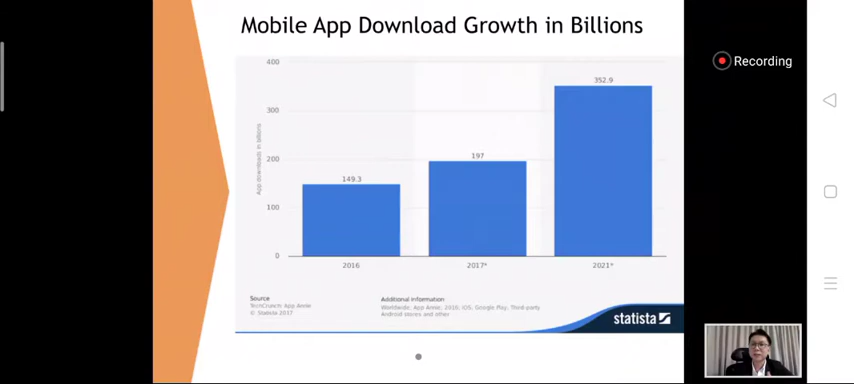 Mobile App Download Growth in Billions
Recording
400
300
200
100
0
App downloads in billions
149.3
197
352.9
2016
2017*
2021*
Source
TechCrunch; App Annie
© Statista 2017
Additional Information
Worldwide; App Annie; 2016; iOS, Google Play, Third-party
Android stores and other
statista